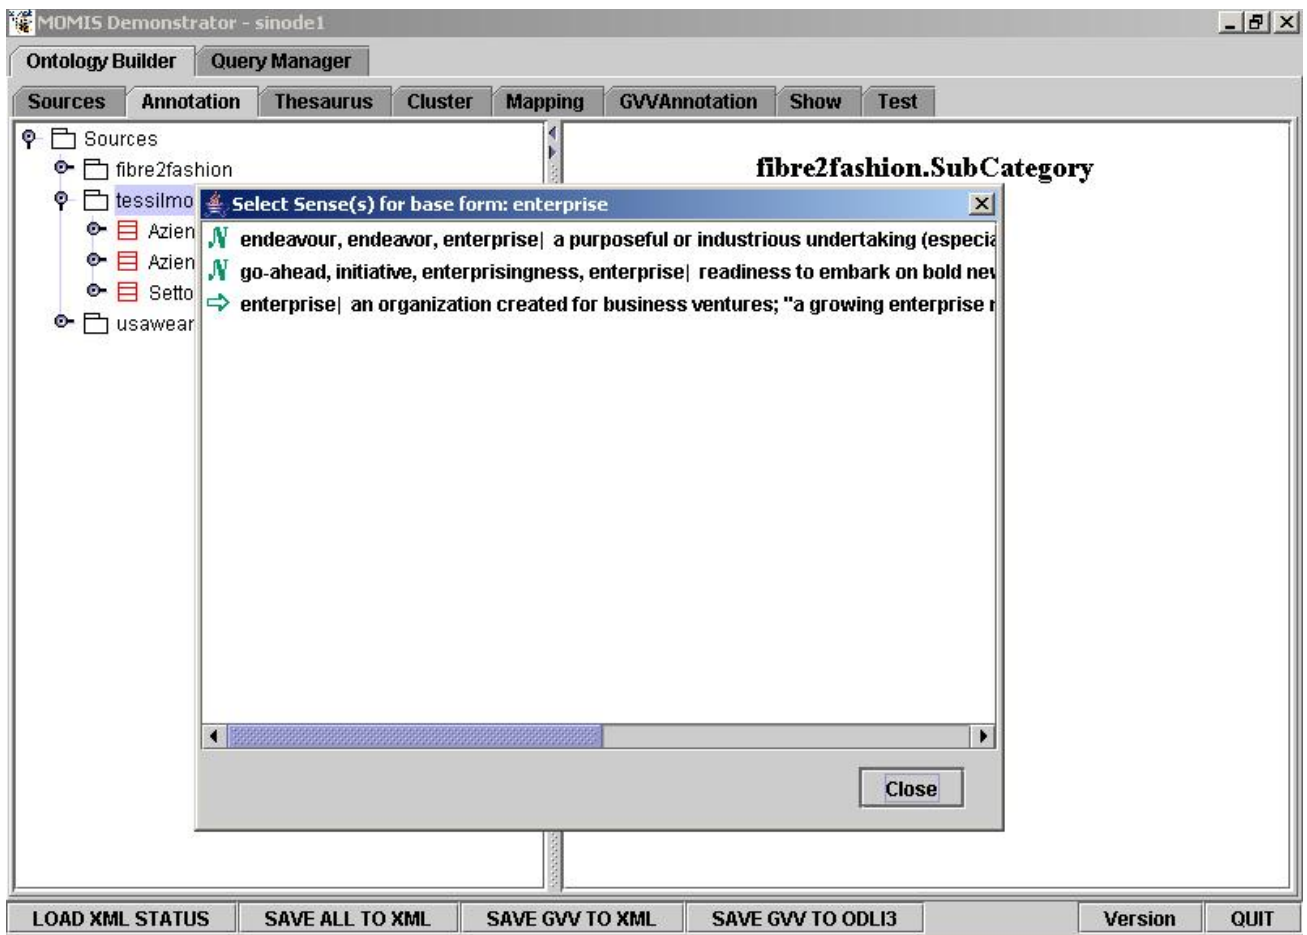 MOMIS Demonstrator - sinode1
Ontology Builder Query Manager
Sources Annotation Thesaurus Cluster Mapping GVVAnnotation Show Test
Sources
fibre2fashion
tessilmo
Azien
Azien
Setto
usawear
fibre2fashion.SubCategory
Select Sense(s) for base form: enterprise
N endeavour, endeavor, enterprise| a purposeful or industrious undertaking (especia
N go-ahead, initiative, enterprisingness, enterprise| readiness to embark on bold new
enterprise| an organization created for business ventures; "a growing enterprise
Close
LOAD XML STATUS SAVE ALL TO XML SAVE GVV TO XML SAVE GVV TO ODLI3 Version QUIT